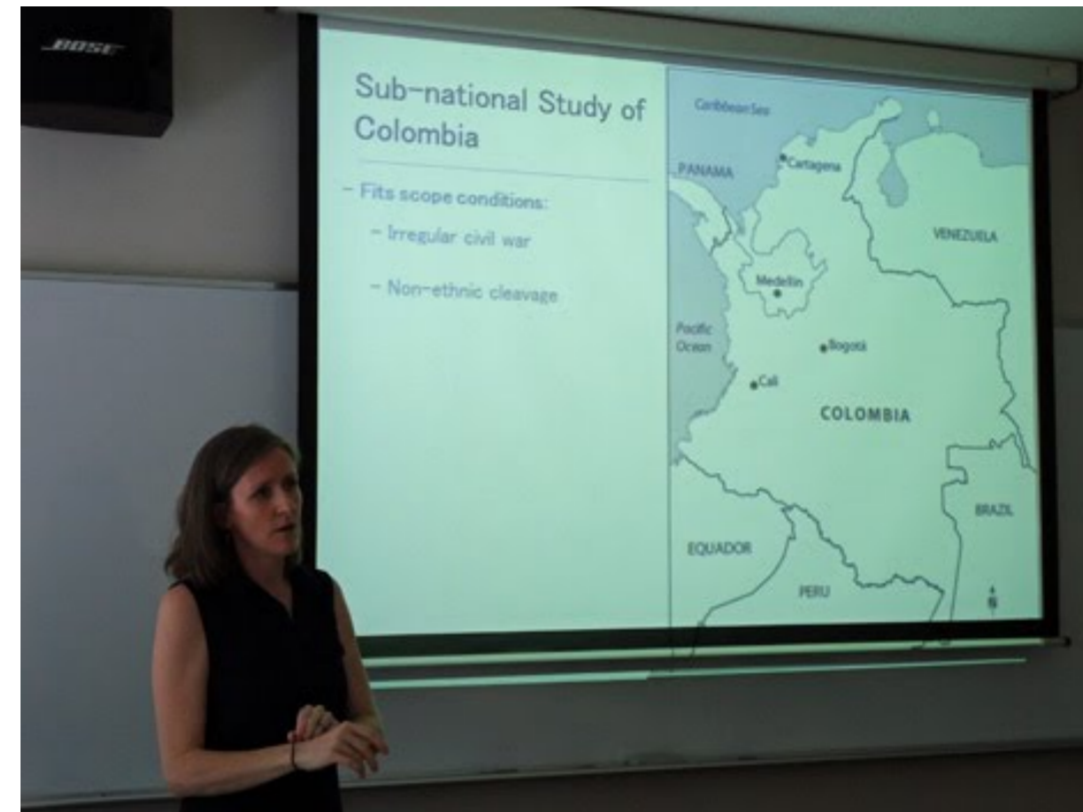 BOSE
Sub-national Study of
Colombia
- Fits scope conditions:
- Irregular civil war
- Non-ethnic cleavage
Caribbean Sea
PANAMA
Cartagena
VENEZUELA
Medellín
Pacific
Ocean
Bogotá
Cali
COLOMBIA
BRAZIL
EQUADOR
PERU
N